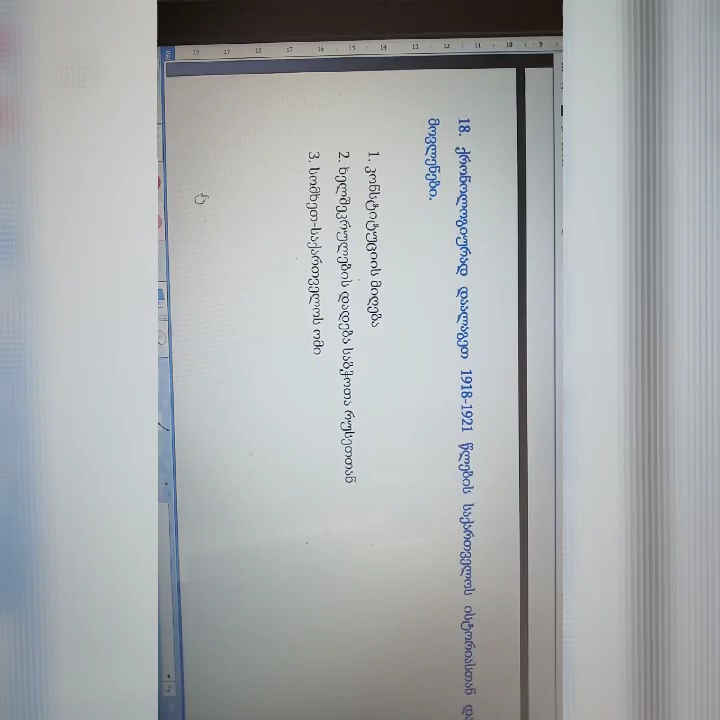 18. ქრონოლოგიურად დაალაგეთ 1918-1921 წლების საქართველოს ისტორიასთან და
მოვლენები.
1. კონსტიტუციის მიღება
2. ხელშეკრულების დადება საბჭოთა რუსეთთან
3. სომხეთ-საქართველოს ომი